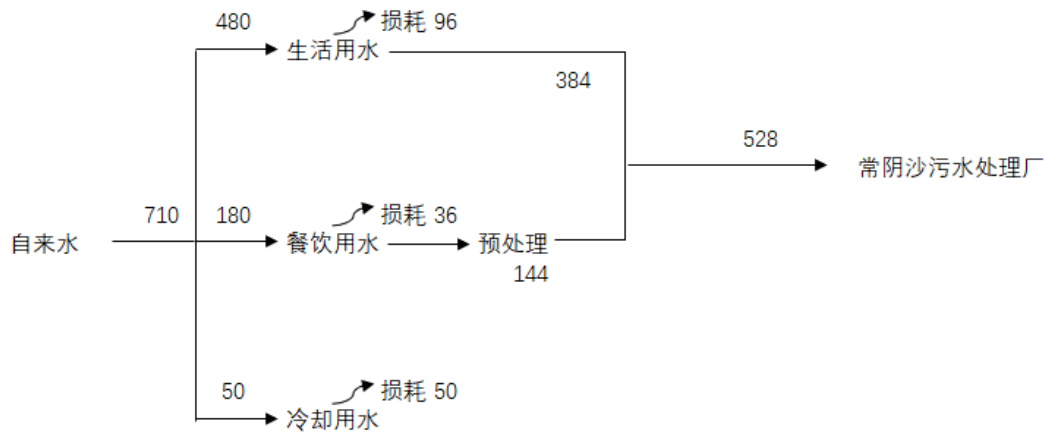 480
损耗 96
生活用水
384
528
常阴沙污水处理厂
710
180
损耗 36
自来水
餐饮用水
预处理
144
50
损耗 50
冷却用水